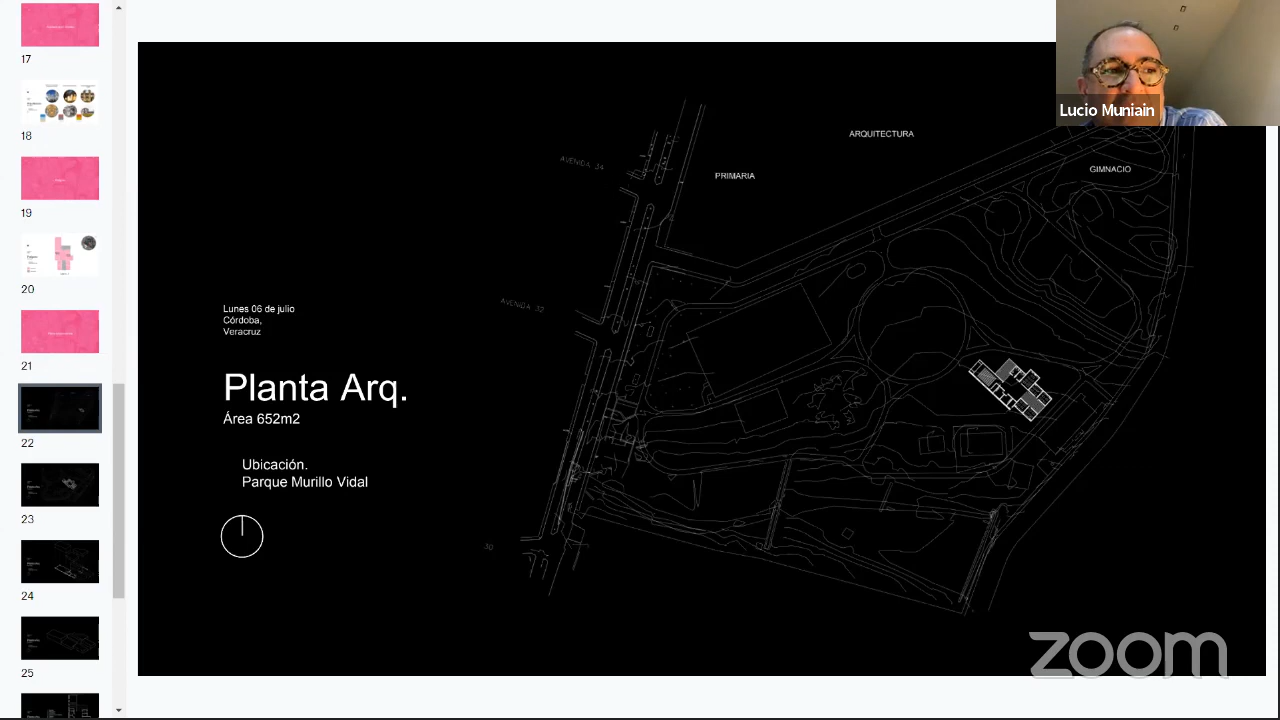 17
18
19
20
21
22
23
24
25
Lucio Muniain
ARQUITECTURA
PRIMARIA
GIMNACIO
AVENIDA 34
AVENIDA 32
30
Lunes 06 de julio
Córdoba,
Veracruz
Planta Arq.
Área 652m2
Ubicación.
Parque Murillo Vidal
zoom